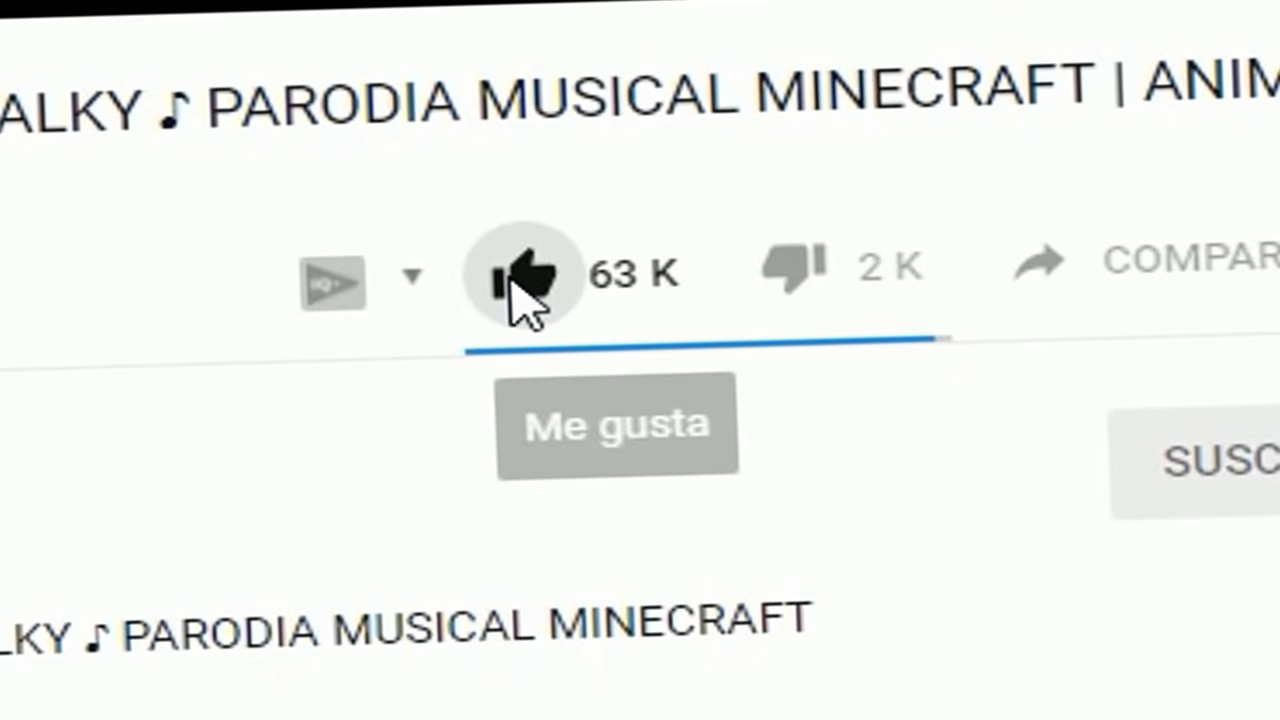 ALKY ♪ PARODIA MUSICAL MINECRAFT | ANIM
63 K 2 K COMPAR
Me gusta
SUSC
LKY ♪ PARODIA MUSICAL MINECRAFT